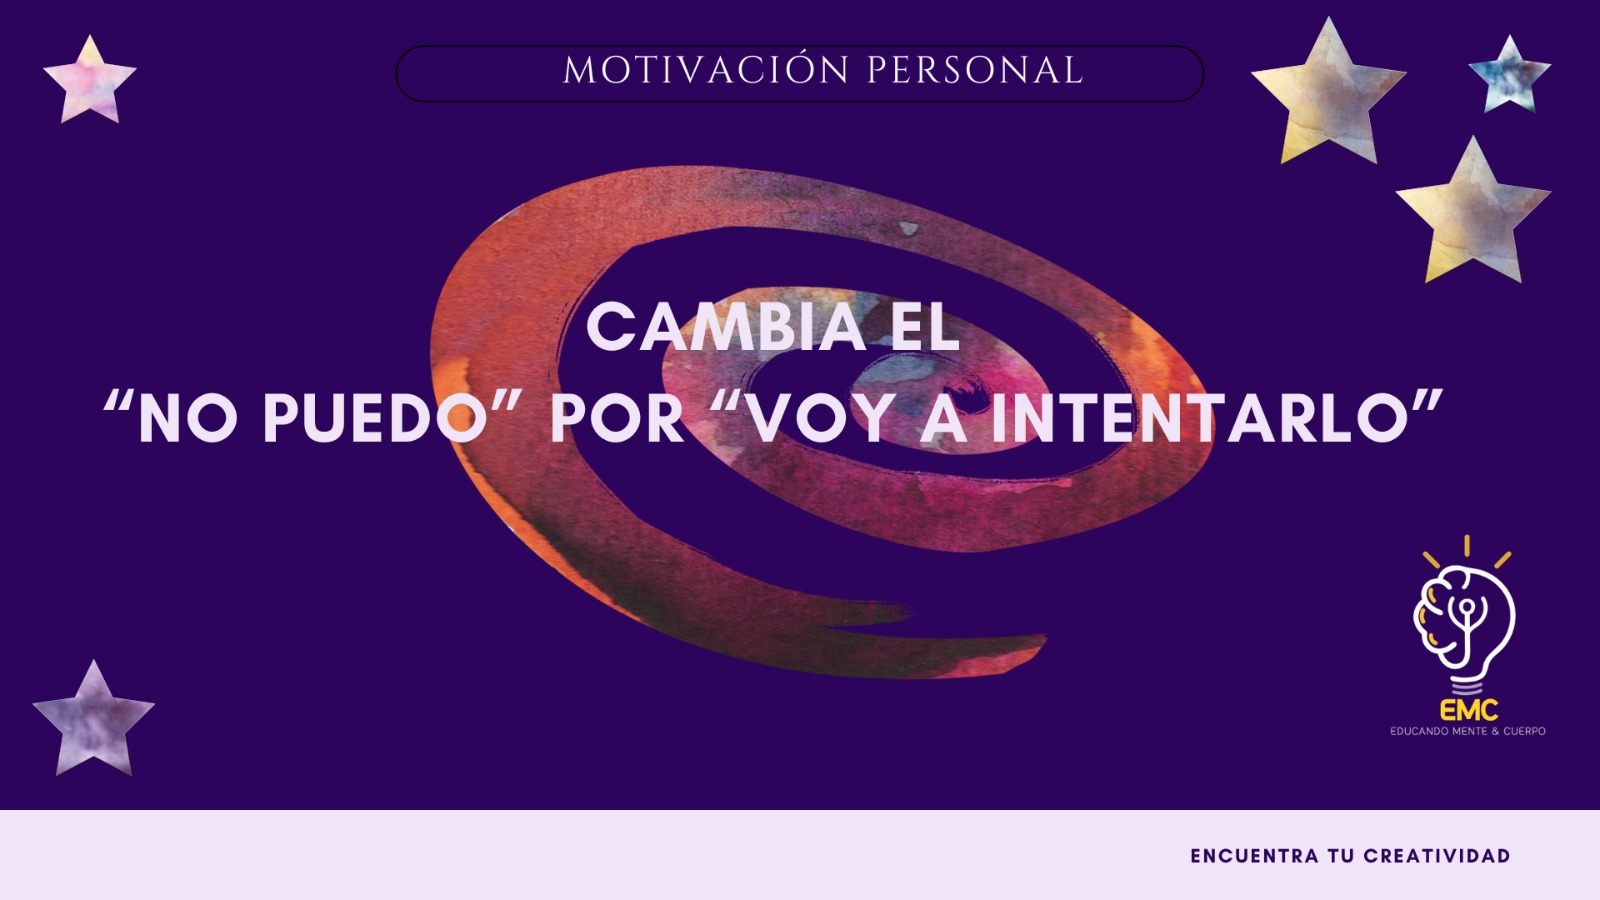 MOTIVACIÓN PERSONAL
CAMBIA EL
“NO PUEDO” POR “VOY A INTENTARLO”
EMC
EDUCANDO MENTE & CUERPO
ENCUENTRA TU CREATIVIDAD